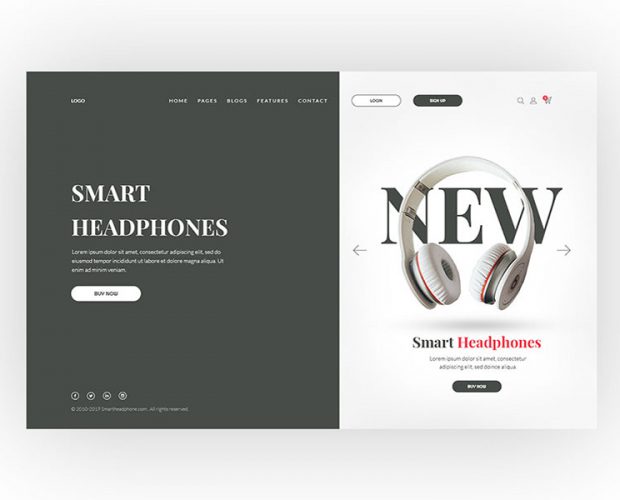 LOGO
HOME PAGES BLOGS FEATURES CONTACT
LOGIN
SIGN UP
SMART
HEADPHONES
Lorem ipsum dolor sit amet, consectetur adipiscing elit, sed do
eiusmod tempor ut labore et dolore magna aliqua. Ut
enim ad minim veniam.
BUY NOW
© 2010-2019 Smartheadphone.com . All rights reserved.
NEW
Smart Headphones
Lorem ipsum dolor sit amet, consectetur
adipiscing elit, sed do eiusmod tempor
BUY NOW